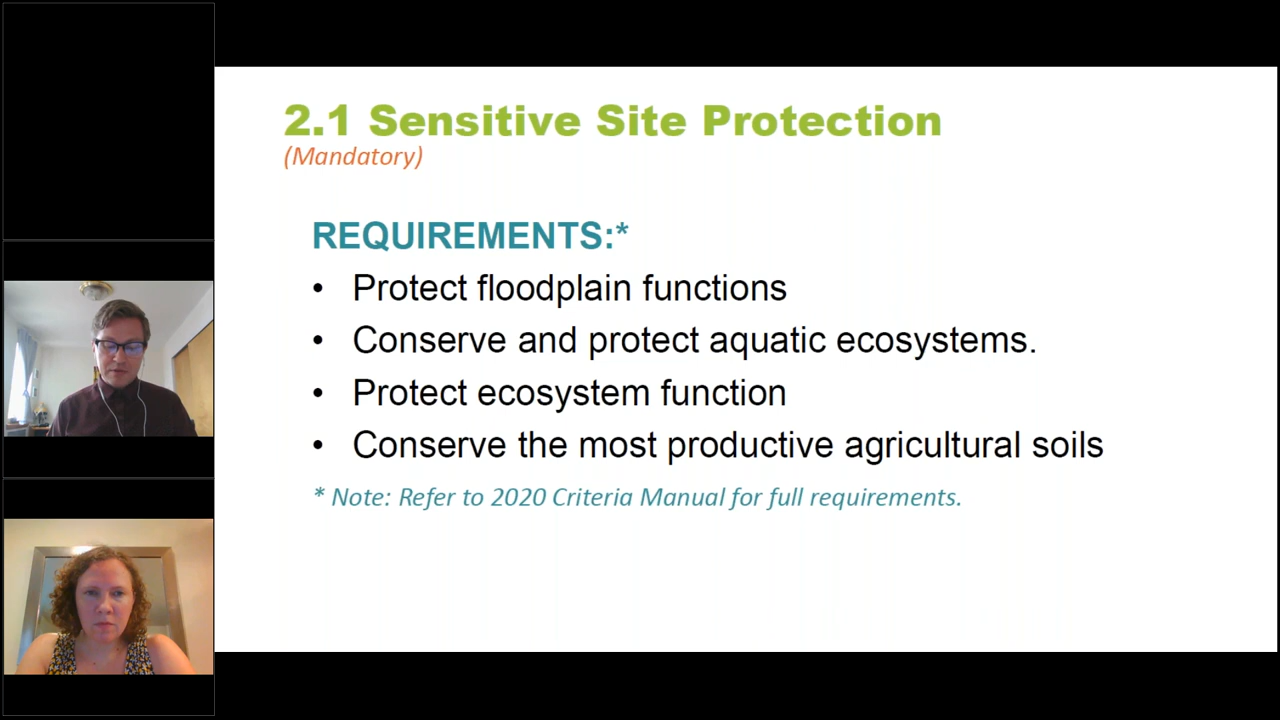 2.1 Sensitive Site Protection
(Mandatory)
REQUIREMENTS:*
• Protect floodplain functions
• Conserve and protect aquatic ecosystems.
• Protect ecosystem function
• Conserve the most productive agricultural soils
* Note: Refer to 2020 Criteria Manual for full requirements.